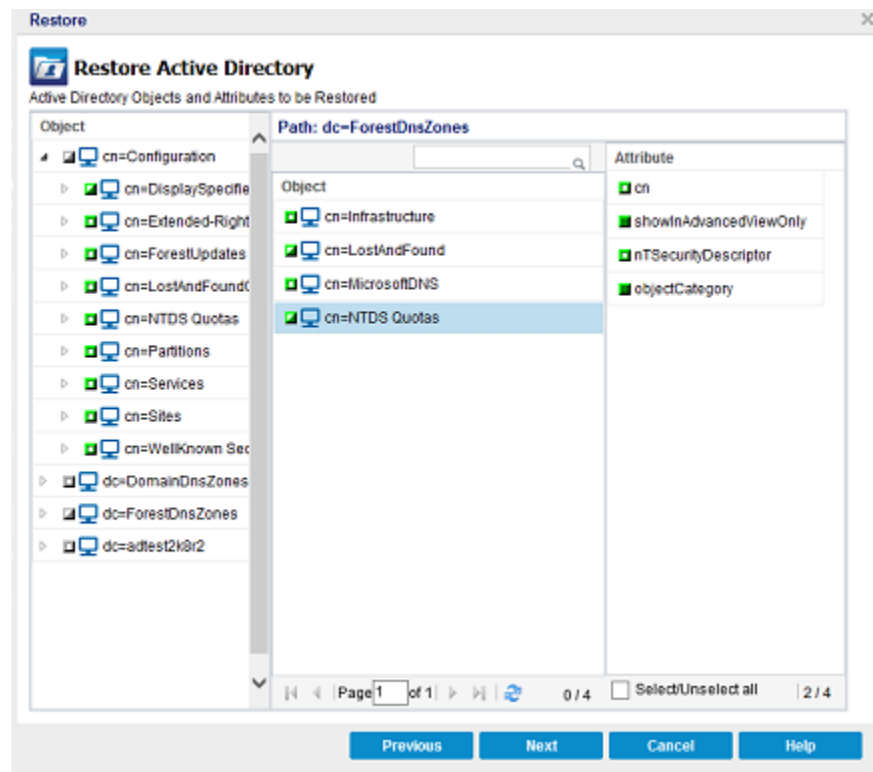 Restore
Restore Active Directory
Active Directory Objects and Attributes to be Restored
Object
cn=Configuration
cn=DisplaySpecifie
cn=Extended-Right
cn=ForestUpdates
cn=LostAndFound(
cn=NTDS Quotas
cn=Partitions
cn=Services
cn=Sites
cn=WellKnown Sec
dc=DomainDnsZones
dc=ForestDnsZones
dc=adtest2k8r2
Path: dc=ForestDnsZones
Object
cn=Infrastructure
cn=LostAndFound
cn=MicrosoftDNS
cn=NTDS Quotas
Page 1 of 1
0 / 4
Attribute
cn
showInAdvancedViewOnly
nTSecurityDescriptor
objectCategory
Select/Unselect all
2 / 4
Previous
Next
Cancel
Help